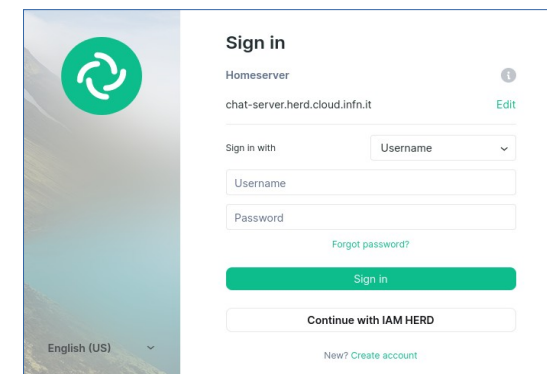 Sign in
Homeserver
chat-server.herd.cloud.infn.it Edit
Sign in with Username
Username
Password
Forgot password?
Sign in
Continue with IAM HERD
English (US)
New? Create account